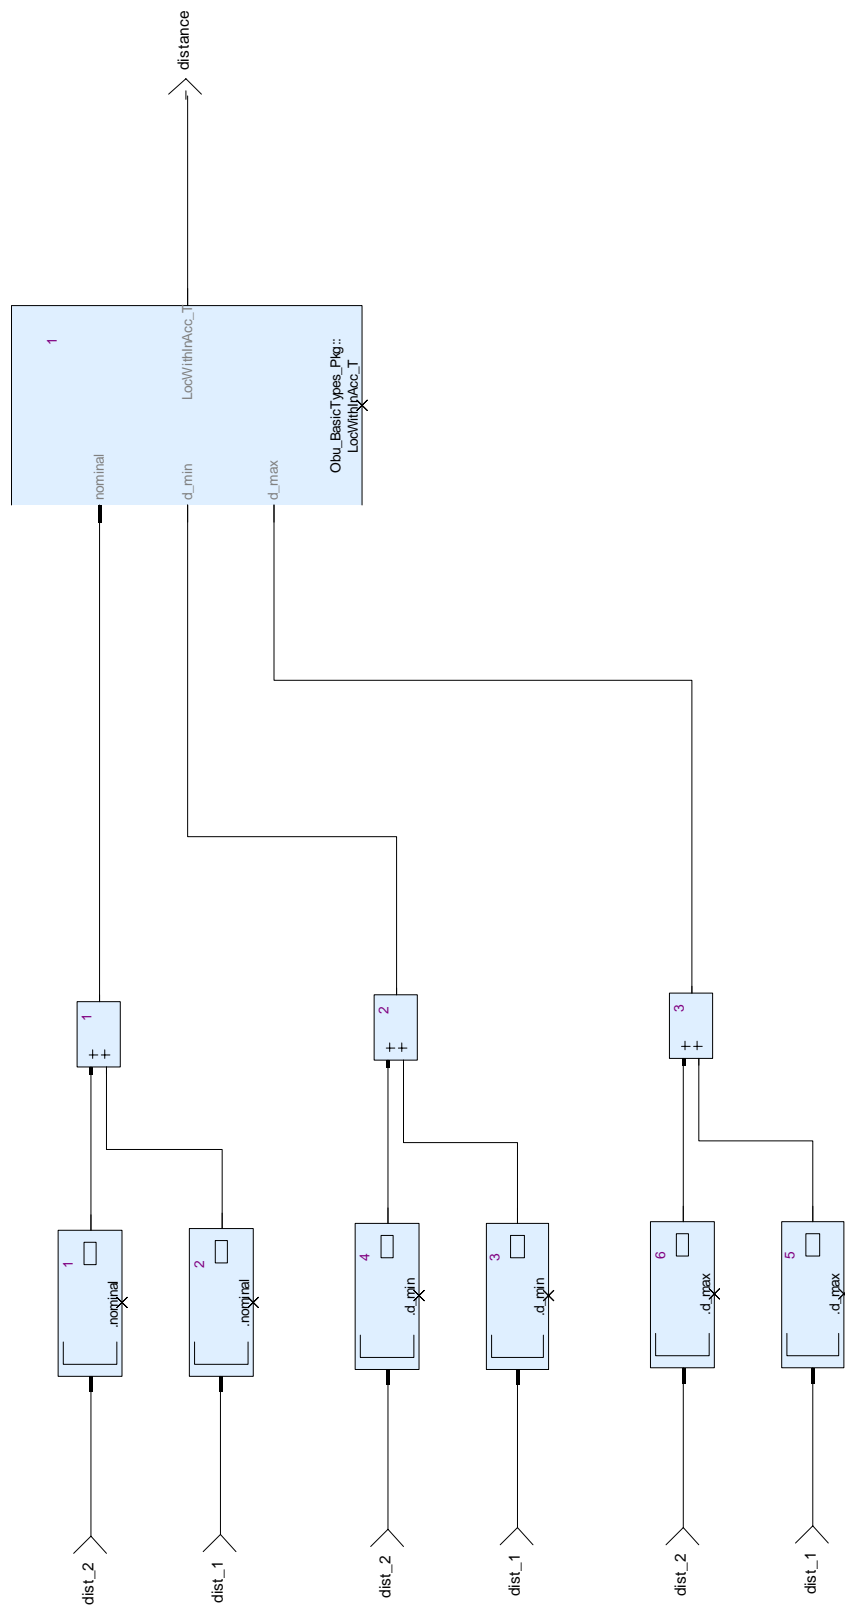 dist_2
1
.nominal
dist_1
2
.nominal
1
+
+
dist_2
4
.d_min
dist_1
3
.d_min
2
+
+
dist_2
6
.d_max
dist_1
5
.d_max
3
+
+
1
nominal
d_min
d_max
LocWithInAcc_T
Obu_BasicTypes_Pkg::
LocWithInAcc_T
distance